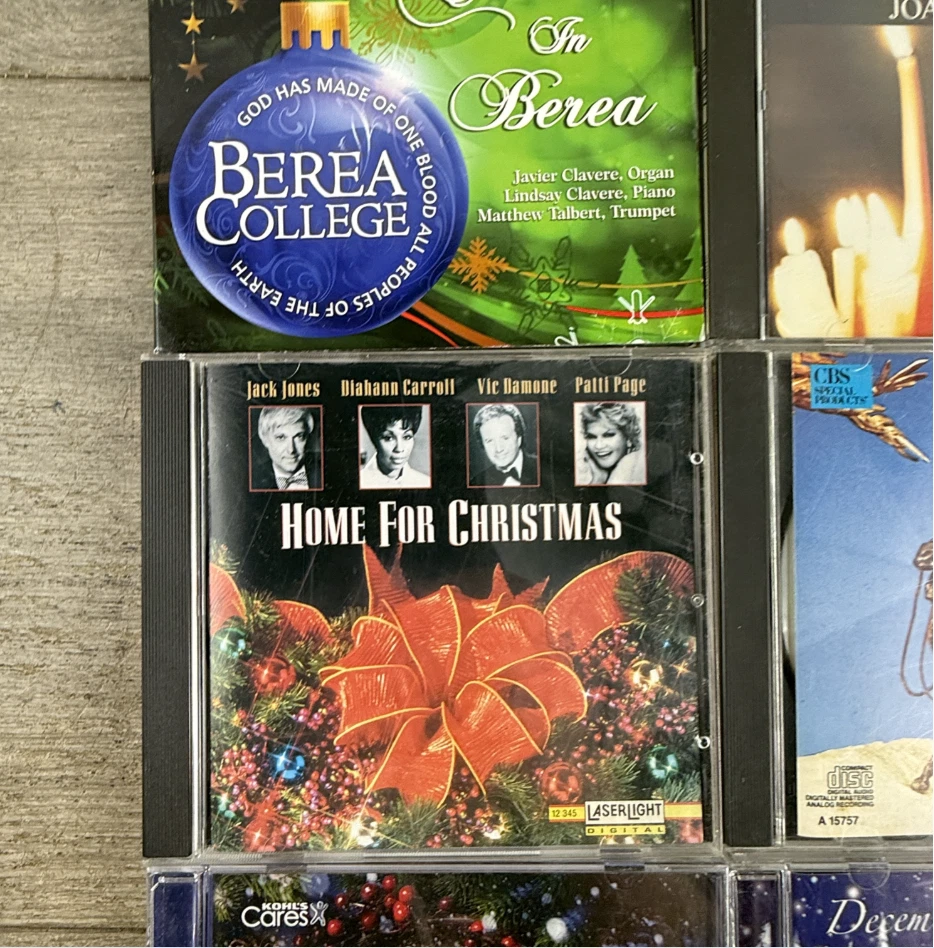 In
Berea
GOD HAS MADE OF ONE BLOOD ALL PEOPLES OF THE EARTH
BEREA
COLLEGE
Javier Clavere, Organ
Lindsay Clavere, Piano
Matthew Talbert, Trumpet
JOA
Jack Jones Diahann Carroll Vic Damone Patti Page
HOME FOR CHRISTMAS
12 345 LASERLIGHT
DIGITAL
CBS
SPECIAL
PRODUCTS
COMPACT
disc
DIGITAL AUDIO
DIGITALLY MASTERED
ANALOG RECORDING
A 15757
KOHL'S
Cares
Decem